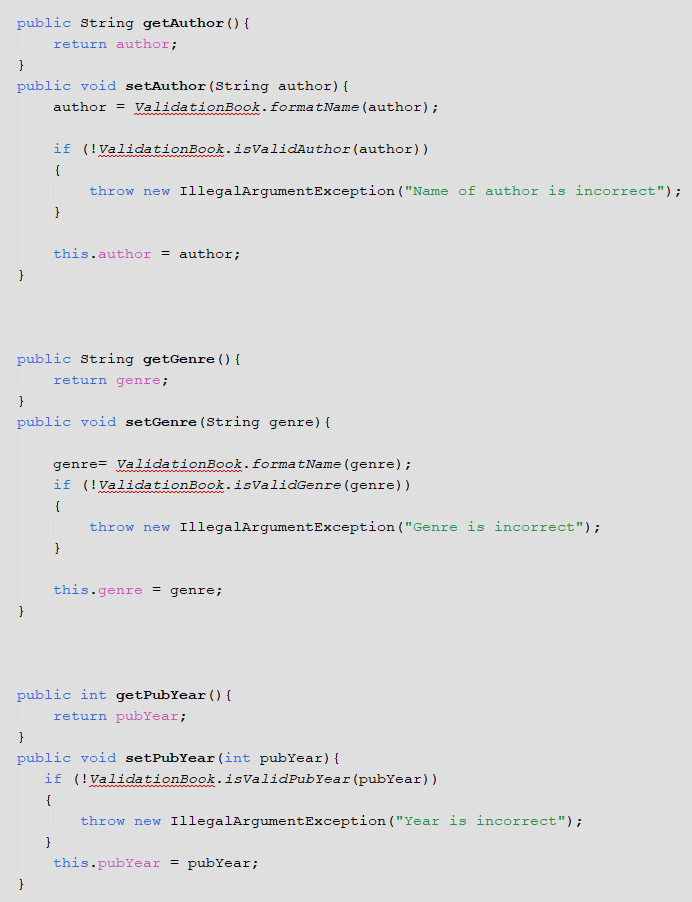 public String getAuthor(){
    return author;
}
public void setAuthor(String author){
    author = ValidationBook.formatName(author);
    if (!ValidationBook.isValidAuthor(author))
    {
        throw new IllegalArgumentException("Name of author is incorrect");
    }
    this.author = author;
}
public String getGenre(){
    return genre;
}
public void setGenre(String genre){
    genre= ValidationBook.formatName(genre);
    if (!ValidationBook.isValidGenre(genre))
    {
        throw new IllegalArgumentException("Genre is incorrect");
    }
    this.genre = genre;
}
public int getPubYear(){
    return pubYear;
}
public void setPubYear(int pubYear){
   if (!ValidationBook.isValidPubYear(pubYear))
   {
       throw new IllegalArgumentException("Year is incorrect");
   }
    this.pubYear = pubYear;
}